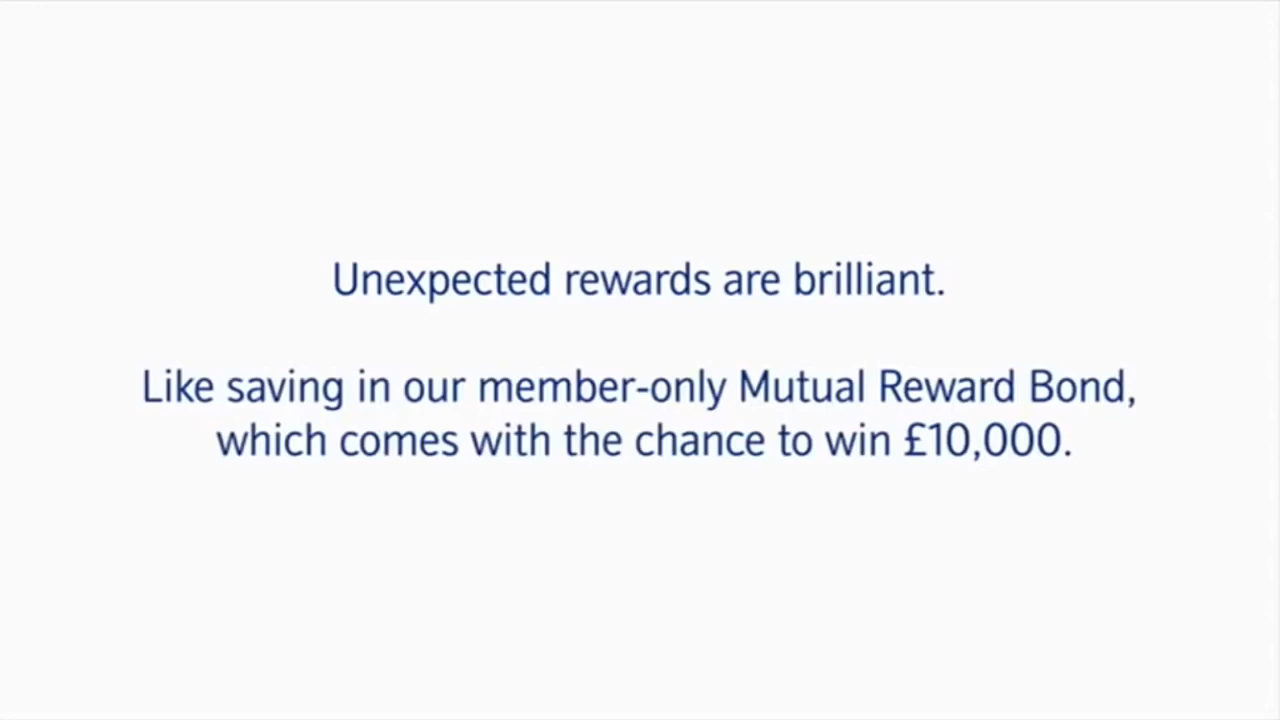 Unexpected rewards are brilliant.
Like saving in our member-only Mutual Reward Bond,
which comes with the chance to win £10,000.